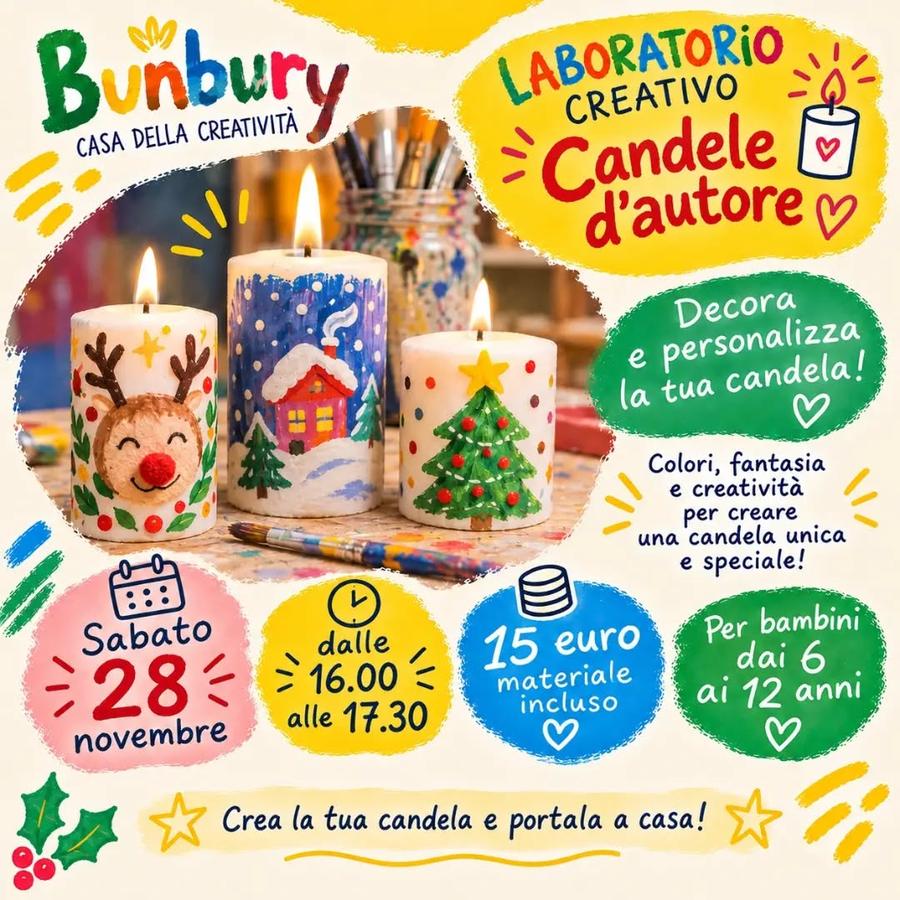 Bunbury
CASA DELLA CREATIVITÀ
LABORATORIO
CREATIVO
Candele
d'autore
Decora
e personalizza
la tua candela!
Colori, fantasia
e creatività
per creare
una candela unica
e speciale!
Sabato
28
novembre
dalle
16.00
alle 17.30
15 euro
materiale
incluso
Per bambini
dai 6
ai 12 anni
Crea la tua candela e portala a casa!